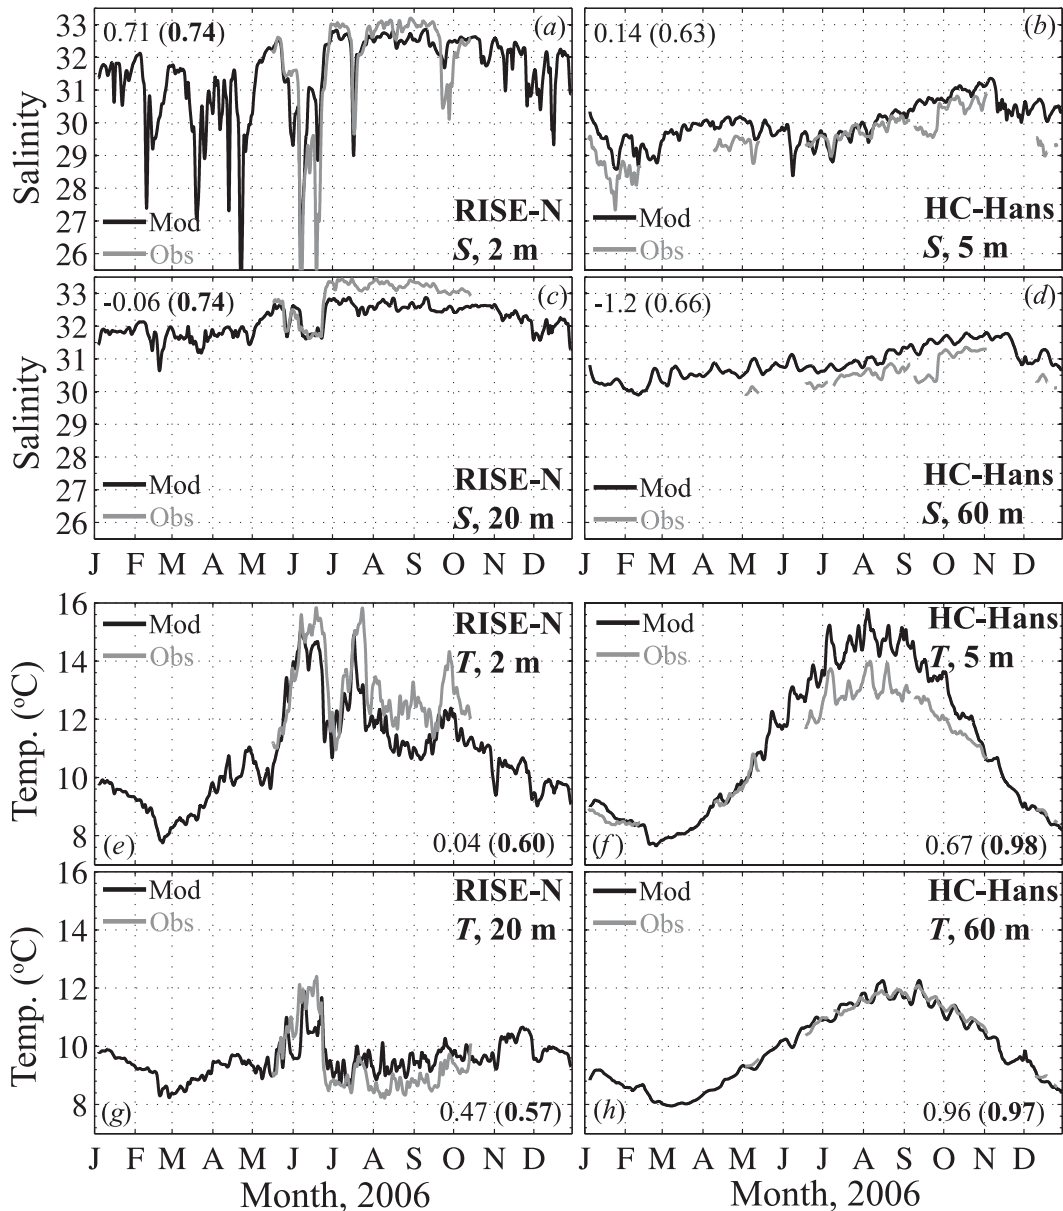 33
32
31
30
29
28
27
26
Salinity
0.71 (0.74)
(a)
RISE-N
S, 2 m
Mod
Obs
0.14 (0.63)
(b)
HC-Hans
S, 5 m
Mod
Obs
33
32
31
30
29
28
27
26
Salinity
-0.06 (0.74)
(c)
RISE-N
S, 20 m
Mod
Obs
J F M A M J J A S O N D
-1.2 (0.66)
(d)
HC-Hans
S, 60 m
Mod
Obs
J F M A M J J A S O N D
16
14
12
10
8
Temp. (°C)
Mod
Obs
RISE-N
T, 2 m
(e)
0.04 (0.60)
Mod
Obs
HC-Hans
T, 5 m
(f)
0.67 (0.98)
16
14
12
10
8
Temp. (°C)
Mod
Obs
RISE-N
T, 20 m
(g)
0.47 (0.57)
J F M A M J J A S O N D
Month, 2006
Mod
Obs
HC-Hans
T, 60 m
(h)
0.96 (0.97)
J F M A M J J A S O N D
Month, 2006